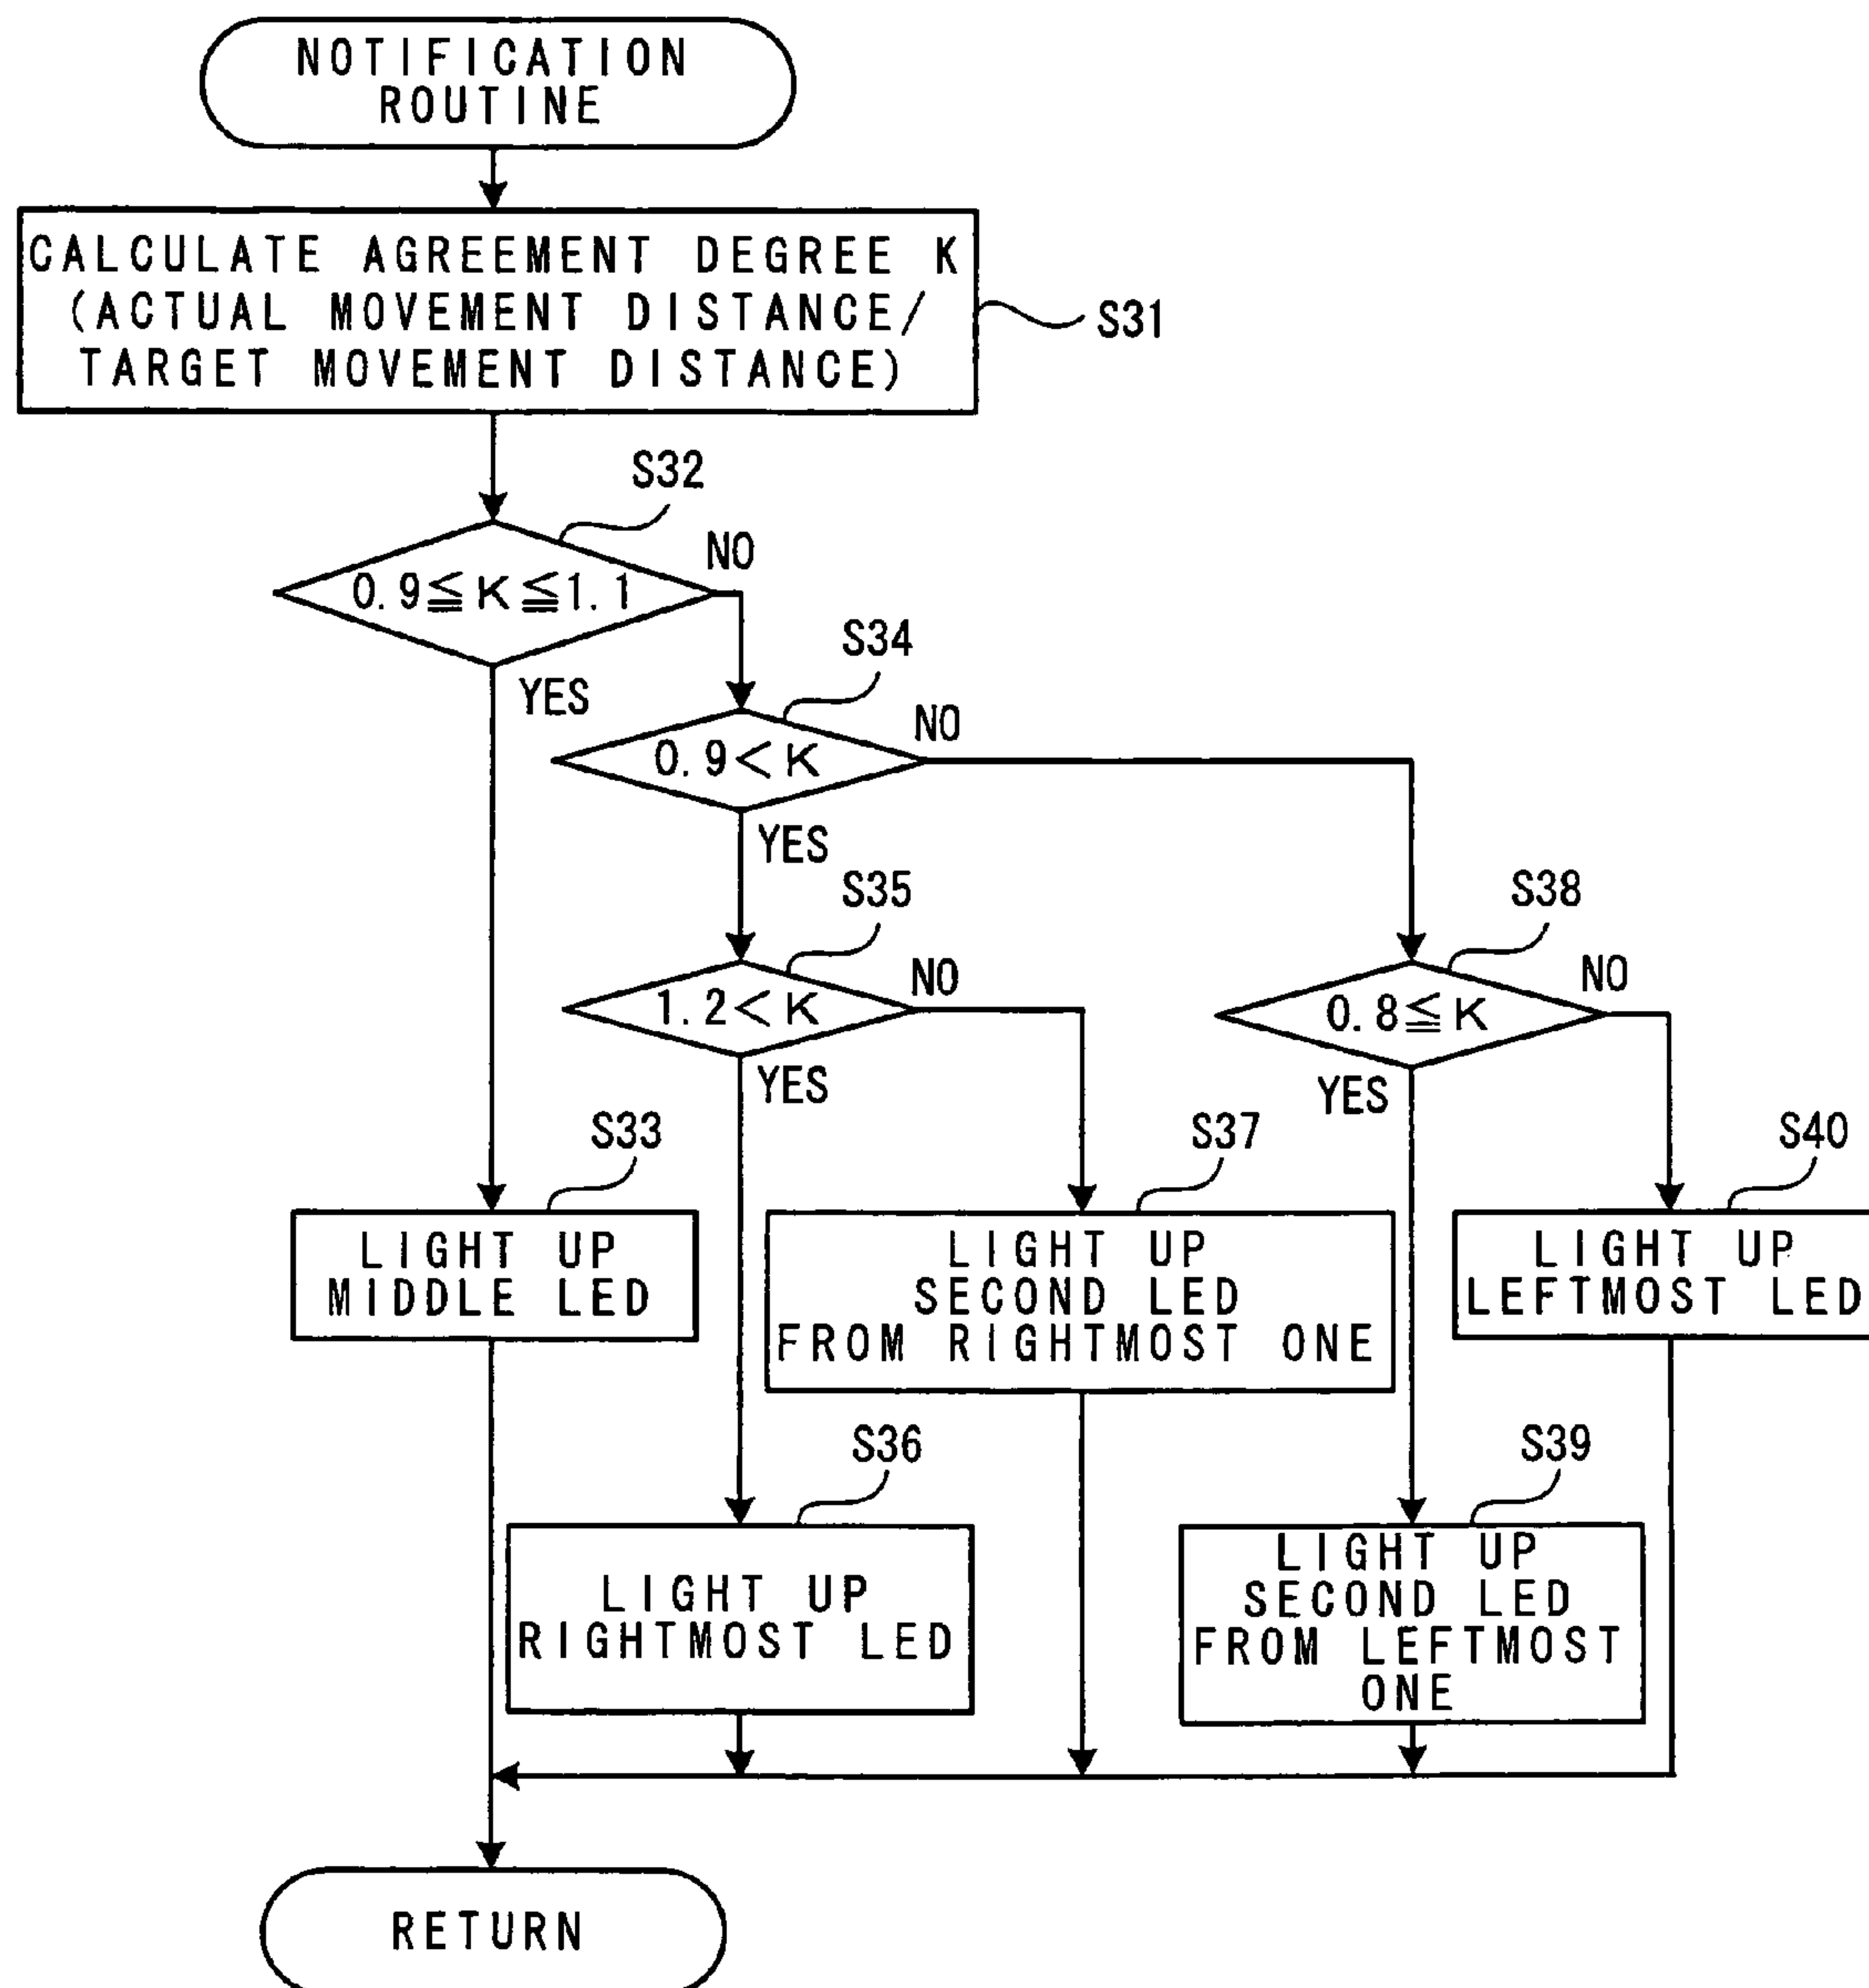 NOTIFICATION
ROUTINE
CALCULATE AGREEMENT DEGREE K
(ACTUAL MOVEMENT DISTANCE/
TARGET MOVEMENT DISTANCE)
S31
S32
0.9≦K≦1.1
NO
YES
S34
0.9<K
NO
YES
S35
1.2<K
NO
YES
S38
0.8≦K
NO
YES
S33
LIGHT UP
MIDDLE LED
S37
LIGHT UP
SECOND LED
FROM RIGHTMOST ONE
S40
LIGHT UP
LEFTMOST LED
S36
LIGHT UP
RIGHTMOST LED
S39
LIGHT UP
SECOND LED
FROM LEFTMOST
ONE
RETURN